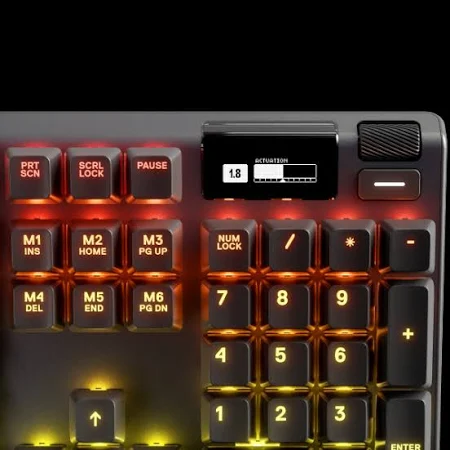 ACTUATION
1.8
PRT
SCN
SCRL
LOCK
PAUSE
M1
INS
M2
HOME
M3
PG UP
NUM
LOCK
/
*
-
M4
DEL
M5
END
M6
PG DN
7
8
9
+
4
5
6
↑
1
2
3
ENTER